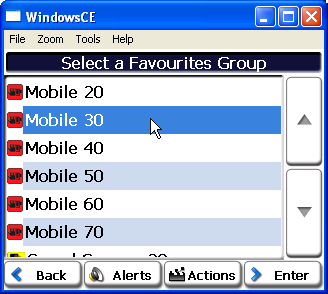 WindowsCE
File Zoom Tools Help
Select a Favourites Group
Mobile 20
Mobile 30
Mobile 40
Mobile 50
Mobile 60
Mobile 70
Back Alerts Actions Enter